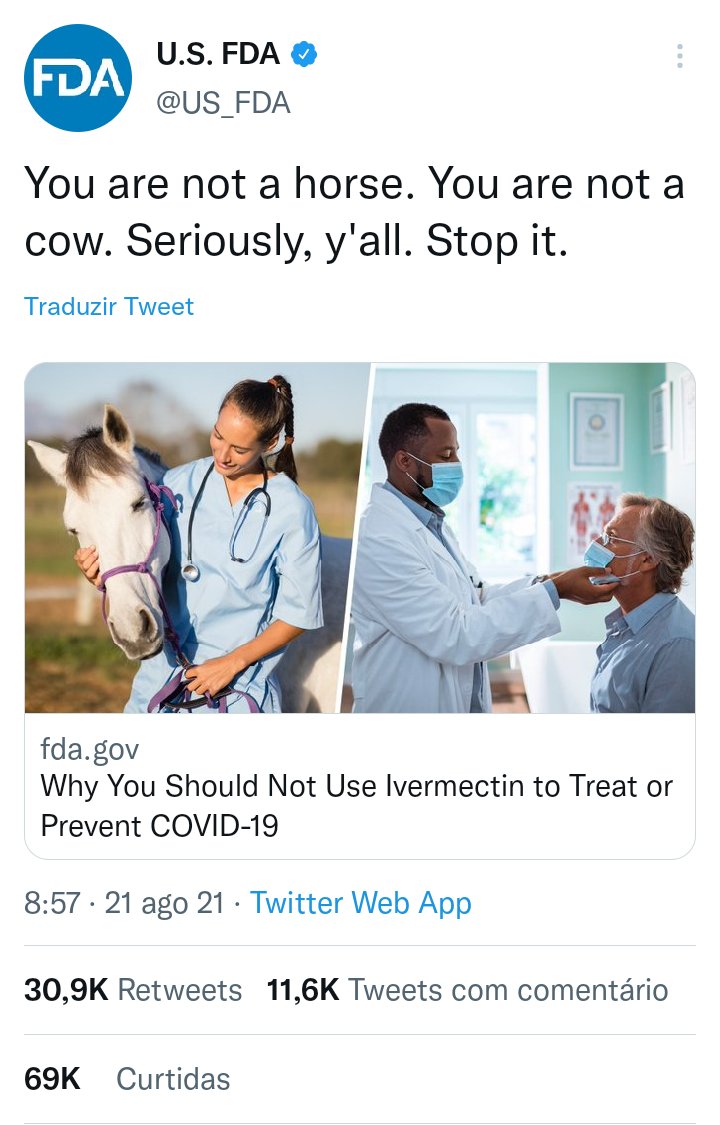 FDA
U.S. FDA
@US_FDA
You are not a horse. You are not a
cow. Seriously, y'all. Stop it.
Traduzir Tweet
fda.gov
Why You Should Not Use Ivermectin to Treat or
Prevent COVID-19
8:57 · 21 ago 21 · Twitter Web App
30,9K Retweets 11,6K Tweets com comentário
69K Curtidas